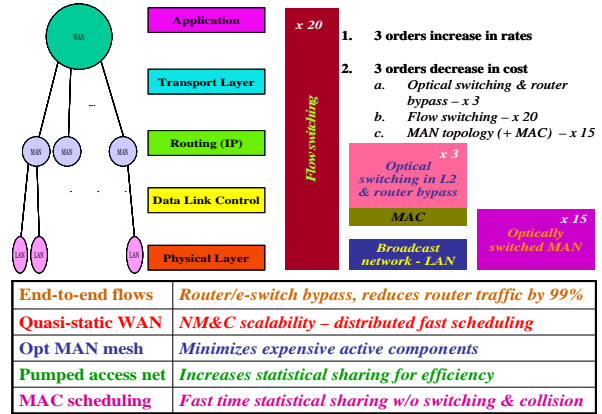 WAN
...
MAN
MAN
MAN
. . .
LAN
LAN
LAN
Application
Transport Layer
Routing (IP)
Data Link Control
Physical Layer
x 20
Flow switching
1. 3 orders increase in rates
2. 3 orders decrease in cost
a. Optical switching & router
bypass – x 3
b. Flow switching – x 20
c. MAN topology (+ MAC) – x 15
x 3
Optical
switching in L2
& router bypass
MAC
Broadcast
network - LAN
x 15
Optically
switched MAN
End-to-end flows Router/e-switch bypass, reduces router traffic by 99%
Quasi-static WAN NM&C scalability – distributed fast scheduling
Opt MAN mesh Minimizes expensive active components
Pumped access net Increases statistical sharing for efficiency
MAC scheduling Fast time statistical sharing w/o switching & collision